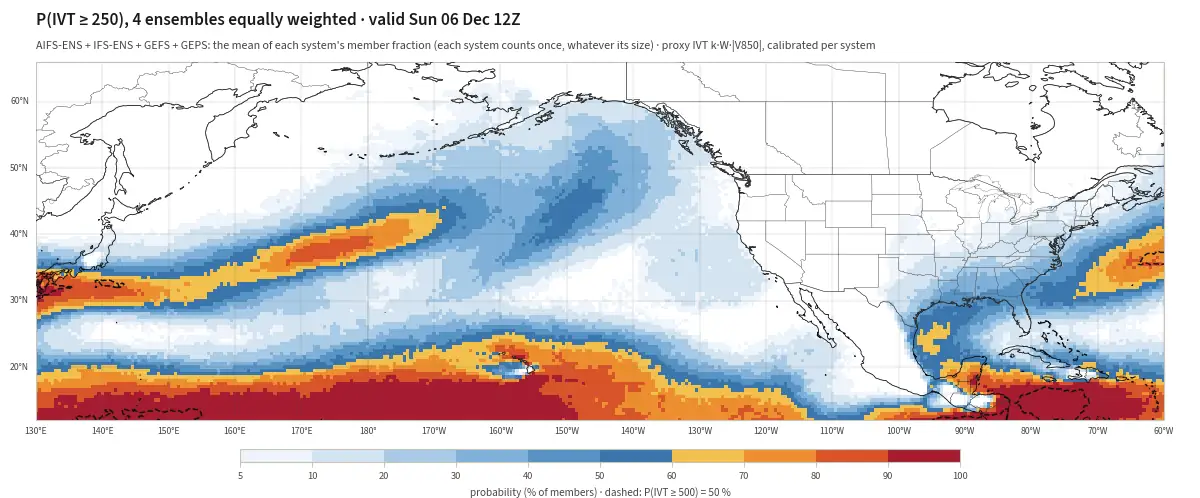 P(IVT ≥ 250), 4 ensembles equally weighted · valid Sun 06 Dec 12Z
AIFS-ENS + IFS-ENS + GEFS + GEPS: the mean of each system's member fraction (each system counts once, whatever its size) · proxy IVT k·W·|V850|, calibrated per system
60°N
50°N
40°N
30°N
20°N
130°E 140°E 150°E 160°E 170°E 180° 170°W 160°W 150°W 140°W 130°W 120°W 110°W 100°W 90°W 80°W 70°W 60°W
5 10 20 30 40 50 60 70 80 90 100
probability (% of members) · dashed: P(IVT ≥ 500) = 50 %